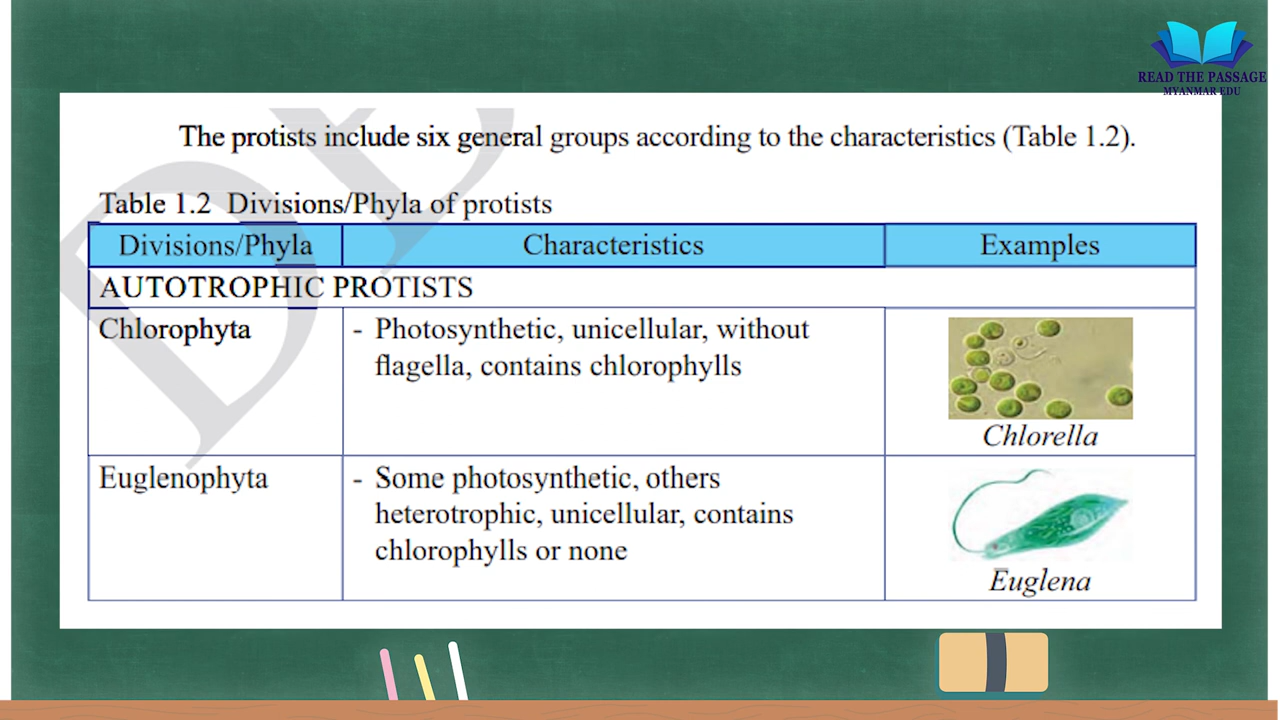 READ THE PASSAGE
MYANMAR EDU
The protists include six general groups according to the characteristics (Table 1.2).
Table 1.2 Divisions/Phyla of protists
Divisions/Phyla Characteristics Examples
AUTOTROPHIC PROTISTS
Chlorophyta
- Photosynthetic, unicellular, without
flagella, contains chlorophylls
Chlorella
Euglenophyta
- Some photosynthetic, others
heterotrophic, unicellular, contains
chlorophylls or none
Euglena